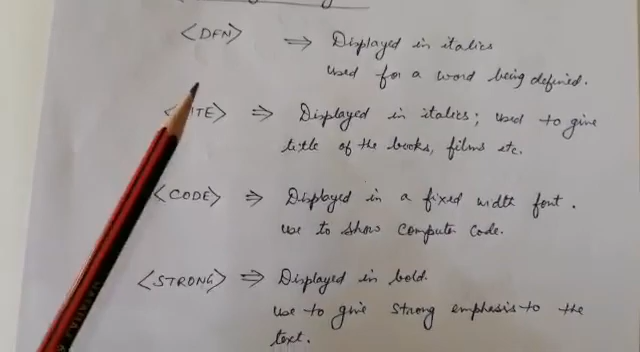 <DFN> ⇒ Displayed in italics
used for a word being defined.
ITE> ⇒ Displayed in italics; used to give
title of the books, films etc.
<CODE> ⇒ Displayed in a fixed width font.
use to show computer code.
<STRONG> ⇒ Displayed in bold.
use to give strong emphasis to the
text.